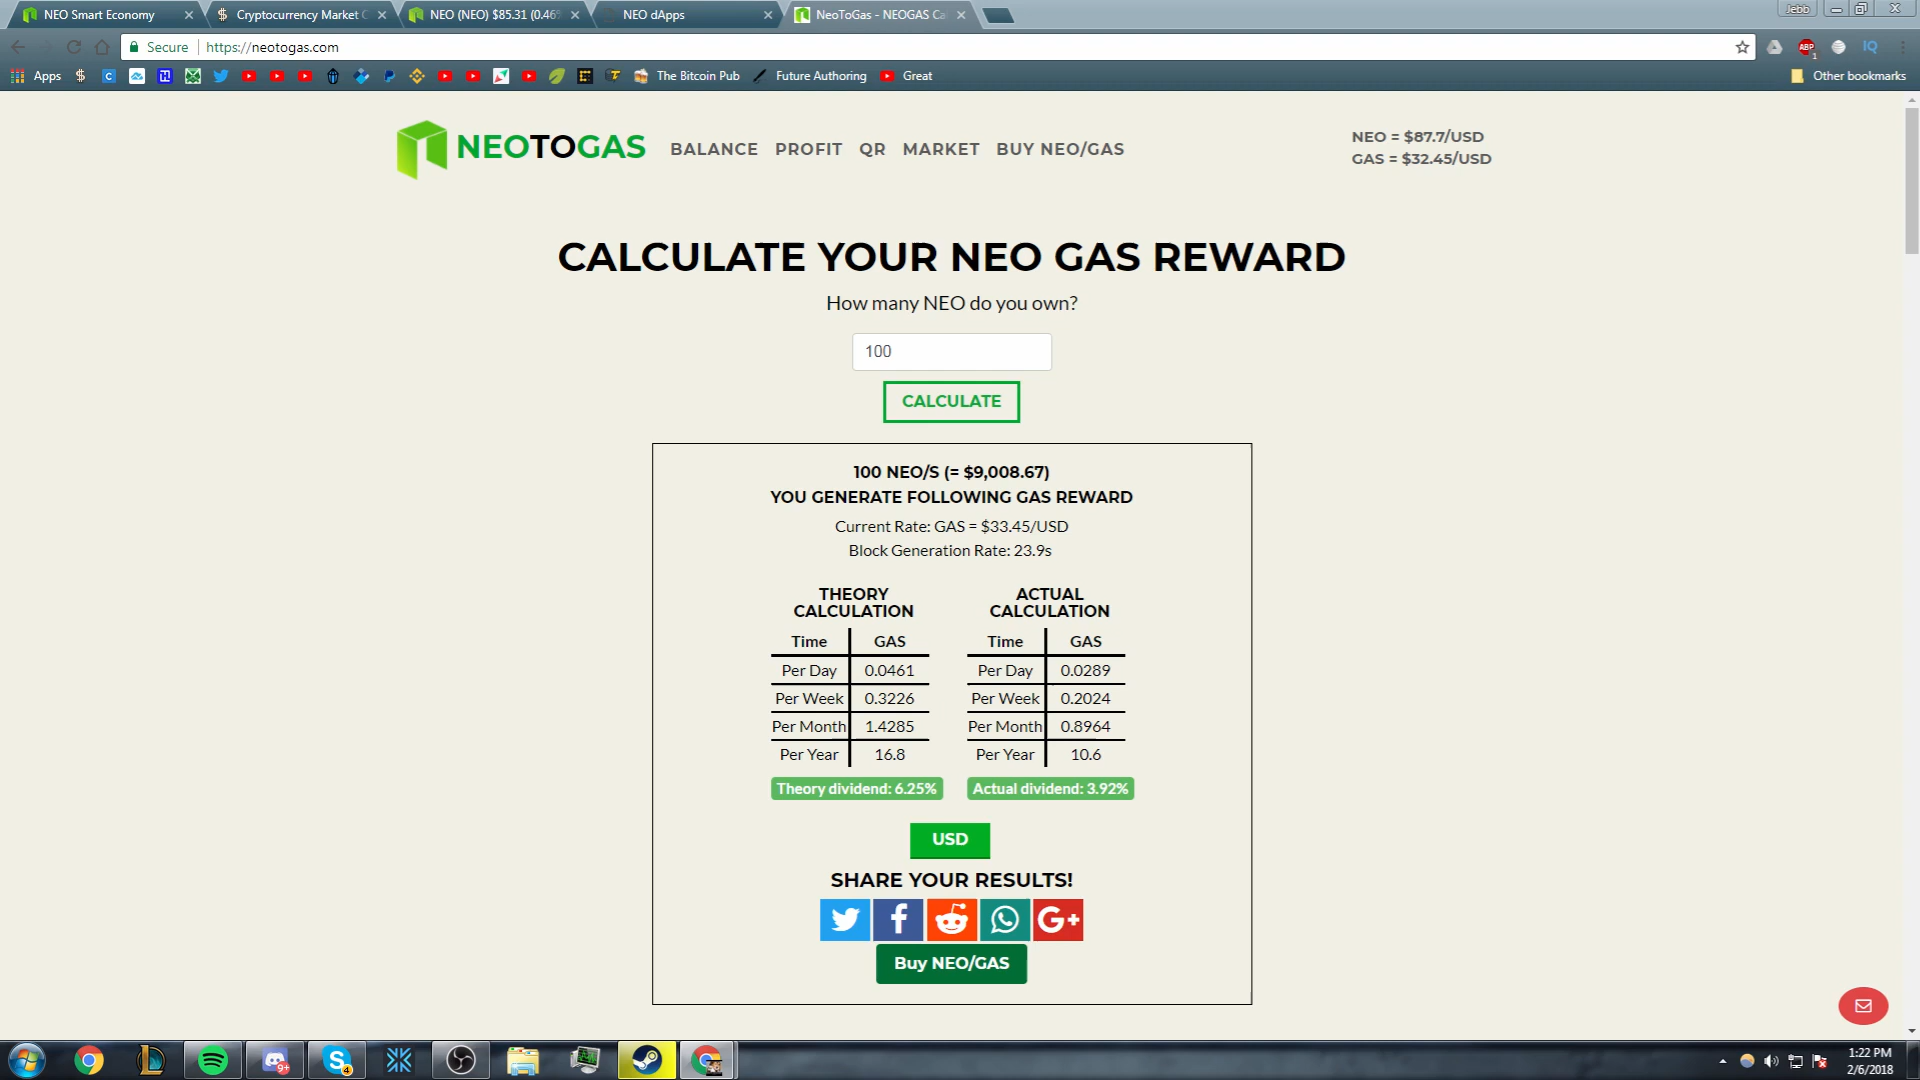 NEO Smart Economy
Cryptocurrency Market C
NEO (NEO) $85.31 (0.46%
NEO dApps
NeoToGas - NEOGAS Ca
Jebb
Secure
https://neotogas.com
ABP
1
IQ
Apps
The Bitcoin Pub
Future Authoring
Great
Other bookmarks
NEOTOGAS
BALANCE PROFIT QR MARKET BUY NEO/GAS
NEO = $87.7/USD
GAS = $32.45/USD
CALCULATE YOUR NEO GAS REWARD
How many NEO do you own?
100
CALCULATE
100 NEO/S (= $9,008.67)
YOU GENERATE FOLLOWING GAS REWARD
Current Rate: GAS = $33.45/USD
Block Generation Rate: 23.9s
THEORY
CALCULATION
Time GAS
Per Day 0.0461
Per Week 0.3226
Per Month 1.4285
Per Year 16.8
Theory dividend: 6.25%
ACTUAL
CALCULATION
Time GAS
Per Day 0.0289
Per Week 0.2024
Per Month 0.8964
Per Year 10.6
Actual dividend: 3.92%
USD
SHARE YOUR RESULTS!
G+
Buy NEO/GAS
9+
4
1:22 PM
2/6/2018